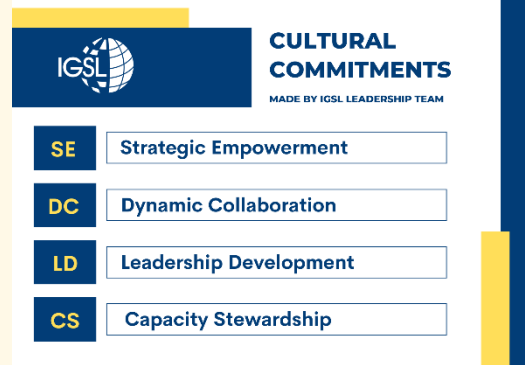 IGSL
CULTURAL
COMMITMENTS
MADE BY IGSL LEADERSHIP TEAM
SE Strategic Empowerment
DC Dynamic Collaboration
LD Leadership Development
CS Capacity Stewardship